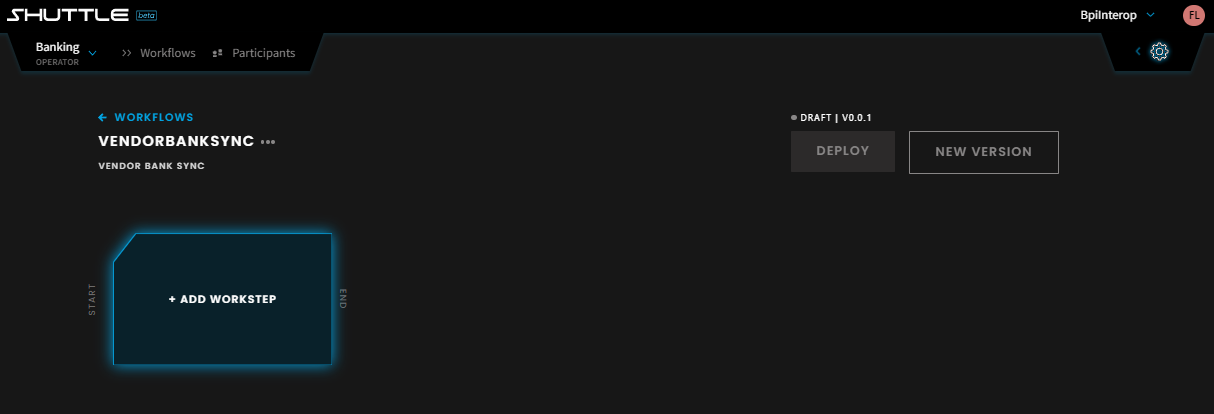 SHUTTLE beta
BpiInterop
FL
Banking
OPERATOR
Workflows
Participants
WORKFLOWS
VENDORBANKSYNC
VENDOR BANK SYNC
DRAFT | V0.0.1
DEPLOY
NEW VERSION
START
+ ADD WORKSTEP
END